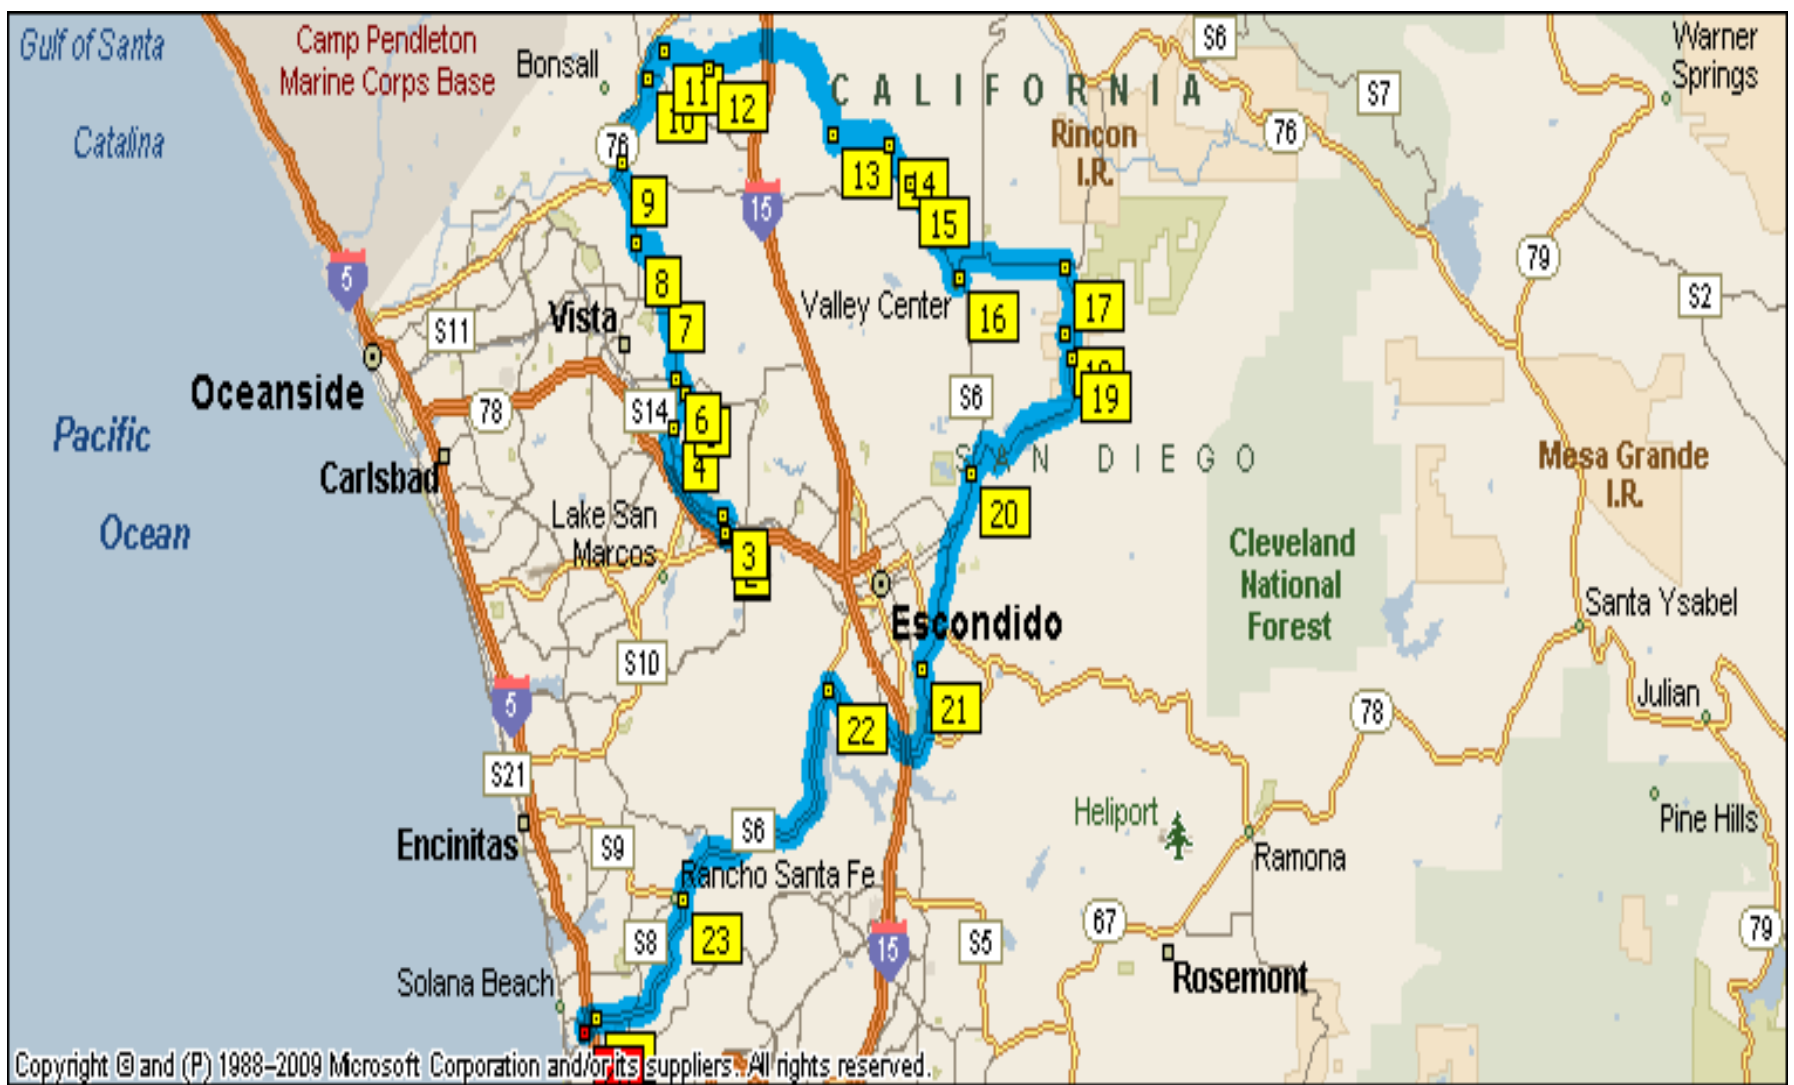 Gulf of Santa
Catalina
Camp Pendleton
Marine Corps Base
Bonsall
11
10
12
CALIFORNIA
S6
S7
Warner
Springs
76
Rincon
I.R.
76
13
14
15
9
15
5
8
Valley Center
16
17
79
S2
S11
Vista
7
Oceanside
78
S14
6
4
S6
19
Pacific
Ocean
Carlsbad
SAN DIEGO
Mesa Grande
I.R.
20
Lake San
Marcos
3
Cleveland
National
Forest
Escondido
Santa Ysabel
S10
5
22
21
78
Julian
S21
Heliport
Pine Hills
Encinitas
S9
S6
Rancho Santa Fe
Ramona
S8
23
15
S5
67
79
Solana Beach
Rosemont
Copyright © and (P) 1988–2009 Microsoft Corporation and/or its suppliers. All rights reserved.